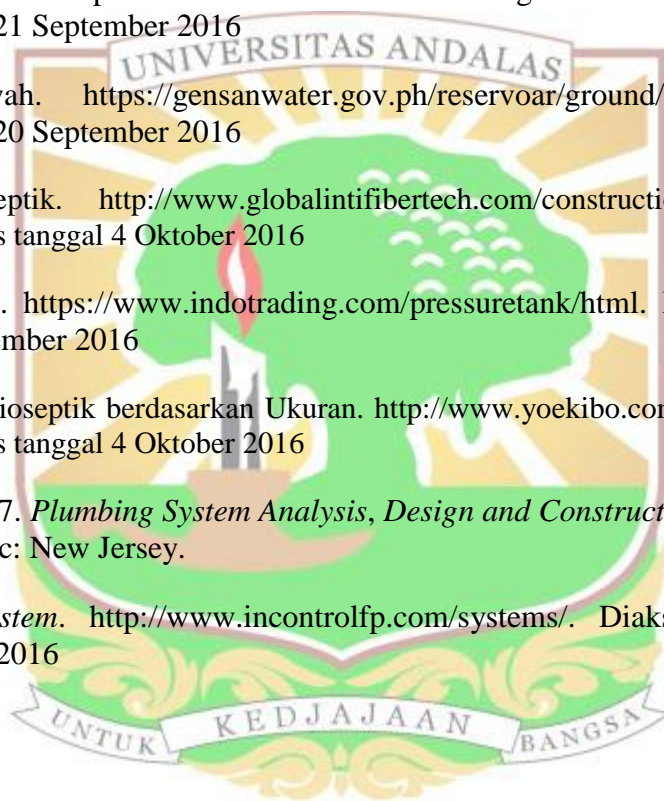 21 September 2016
UNIVERSITAS ANDALAS
ah. https://gensanwater.gov.ph/reservoar/ground/
20 September 2016
eptik. http://www.globalintifibertech.com/constructi
s tanggal 4 Oktober 2016
. https://www.indotrading.com/pressuretank/html.
mber 2016
ioseptik berdasarkan Ukuran. http://www.yoekibo.con
s tanggal 4 Oktober 2016
7. Plumbing System Analysis, Design and Construct
c: New Jersey.
stem. http://www.incontrolfp.com/systems/. Diaks
2016
UNTUK KEDJAJAAN BANGSA